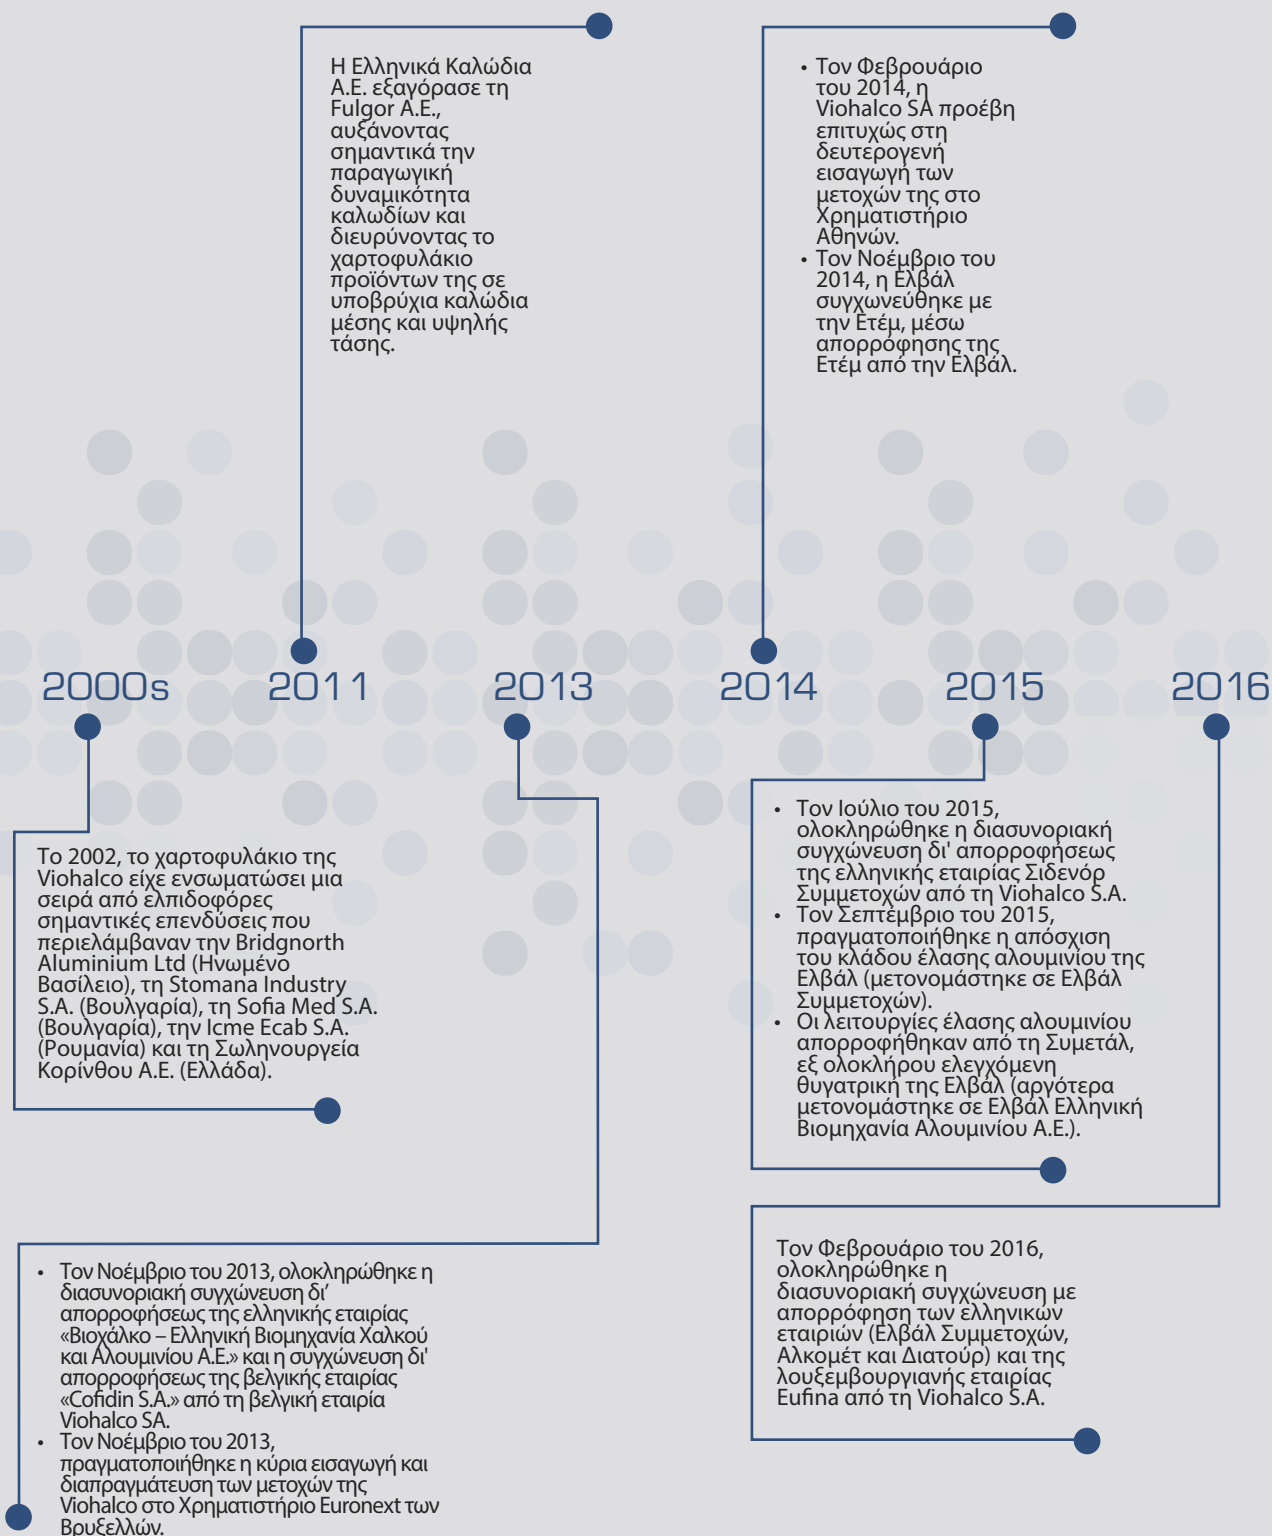 Η Ελληνικά Καλώδια
Α.Ε. εξαγόρασε τη
Fulgor Α.Ε.,
αυξάνοντας
σημαντικά την
παραγωγική
δυναμικότητα
καλωδίων και
διευρύνοντας το
χαρτοφυλάκιο
προϊόντων της σε
υποβρύχια καλώδια
μέσης και υψηλής
τάσης.
• Τον Φεβρουάριο
του 2014, η
Viohalco SA προέβη
επιτυχώς στη
δευτερογενή
εισαγωγή των
μετοχών της στο
Χρηματιστήριο
Αθηνών.
• Τον Νοέμβριο του
2014, η Ελβάλ
συγχωνεύθηκε με
την Ετέμ, μέσω
απορρόφησης της
Ετέμ από την Ελβάλ.
2000s 2011 2013 2014 2015 2016
Το 2002, το χαρτοφυλάκιο της
Viohalco είχε ενσωματώσει μια
σειρά από ελπιδοφόρες
σημαντικές επενδύσεις που
περιελάμβαναν την Bridgnorth
Aluminium Ltd (Ηνωμένο
Βασίλειο), τη Stomana Industry
S.A. (Βουλγαρία), τη Sofia Med S.A.
(Βουλγαρία), την Icme Ecab S.A.
(Ρουμανία) και τη Σωληνουργεία
Κορίνθου Α.Ε. (Ελλάδα).
• Τον Ιούλιο του 2015,
ολοκληρώθηκε η διασυνοριακή
συγχώνευση δι' απορροφήσεως
της ελληνικής εταιρίας Σιδενόρ
Συμμετοχών από τη Viohalco S.A.
• Τον Σεπτέμβριο του 2015,
πραγματοποιήθηκε η απόσχιση
του κλάδου έλασης αλουμινίου της
Ελβάλ (μετονομάστηκε σε Ελβάλ
Συμμετοχών).
• Οι λειτουργίες έλασης αλουμινίου
απορροφήθηκαν από τη Συμετάλ,
εξ ολοκλήρου ελεγχόμενη
θυγατρική της Ελβάλ (αργότερα
μετονομάστηκε σε Ελβάλ Ελληνική
Βιομηχανία Αλουμινίου Α.Ε.).
• Τον Νοέμβριο του 2013, ολοκληρώθηκε η
διασυνοριακή συγχώνευση δι’
απορροφήσεως της ελληνικής εταιρίας
«Βιοχάλκο – Ελληνική Βιομηχανία Χαλκού
και Αλουμινίου Α.Ε.» και η συγχώνευση δι'
απορροφήσεως της βελγικής εταιρίας
«Cofidin S.A.» από τη βελγική εταιρία
Viohalco SA.
• Τον Νοέμβριο του 2013,
πραγματοποιήθηκε η κύρια εισαγωγή και
διαπραγμάτευση των μετοχών της
Viohalco στο Χρηματιστήριο Euronext των
Βρυξελλών.
Τον Φεβρουάριο του 2016,
ολοκληρώθηκε η
διασυνοριακή συγχώνευση με
απορρόφηση των ελληνικών
εταιριών (Ελβάλ Συμμετοχών,
Αλκομέτ και Διατούρ) και της
λουξεμβουργιανής εταιρίας
Eufina από τη Viohalco S.A.